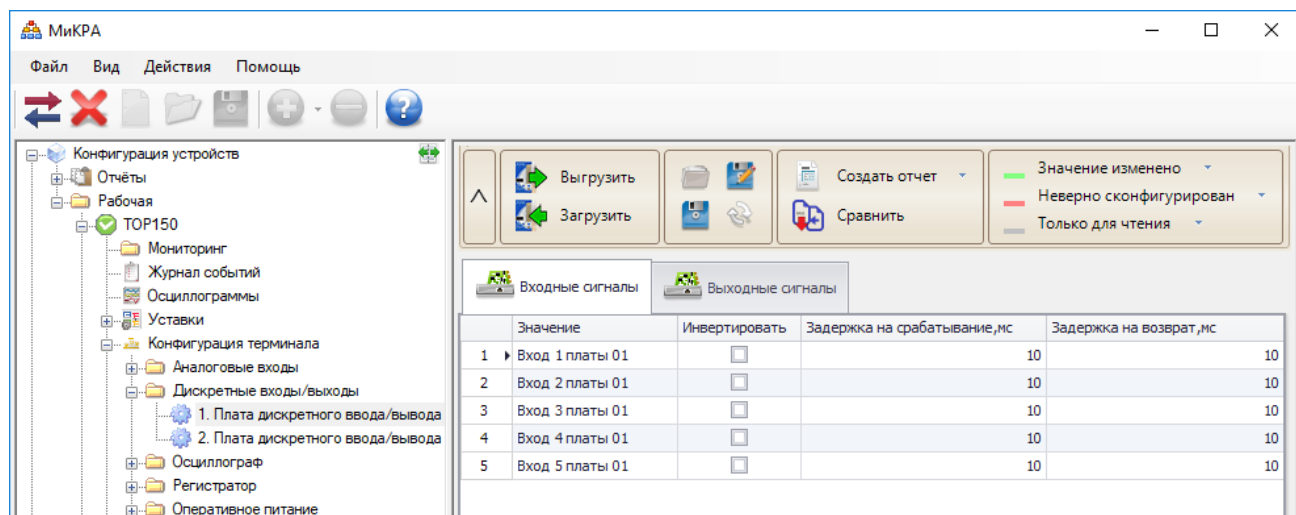 МиКРА
Файл Вид Действия Помощь
Конфигурация устройств
Отчёты
Рабочая
ТОР150
Мониторинг
Журнал событий
Осциллограммы
Уставки
Конфигурация терминала
Аналоговые входы
Дискретные входы/выходы
1. Плата дискретного ввода/вывода
2. Плата дискретного ввода/вывода
Осциллограф
Регистратор
Оперативное питание
Выгрузить
Загрузить
Создать отчет
Сравнить
Значение изменено
Неверно сконфигурирован
Только для чтения
Входные сигналы Выходные сигналы
Значение Инвертировать Задержка на срабатывание,мс Задержка на возврат,мс
1 Вход 1 платы 01 10 10
2 Вход 2 платы 01 10 10
3 Вход 3 платы 01 10 10
4 Вход 4 платы 01 10 10
5 Вход 5 платы 01 10 10